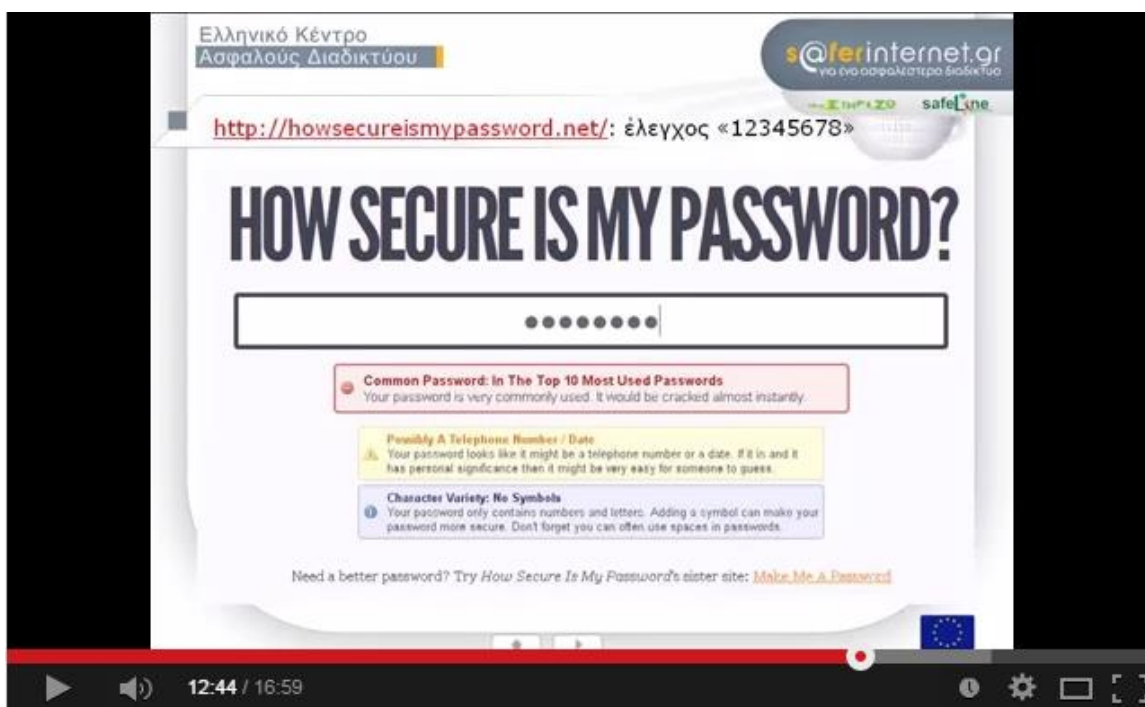 Ελληνικό Κέντρο
Ασφαλούς Διαδικτύου
s@ferinternet.gr
για ένα ασφαλέστερο διαδίκτυο
safeLine
http://howsecureismypassword.net/: έλεγχος «12345678»
HOW SECURE IS MY PASSWORD?
Common Password: In The Top 10 Most Used Passwords
Your password is very commonly used. It would be cracked almost instantly.
Possibly A Telephone Number / Date
Your password looks like it might be a telephone number or a date. If it in and it
has personal significance then it might be very easy for someone to guess.
Character Variety: No Symbols
Your password only contains numbers and letters. Adding a symbol can make your
password more secure. Don't forget you can often use spaces in passwords.
Need a better password? Try How Secure Is My Password's sister site: Make Me A Password
12:44 / 16:59